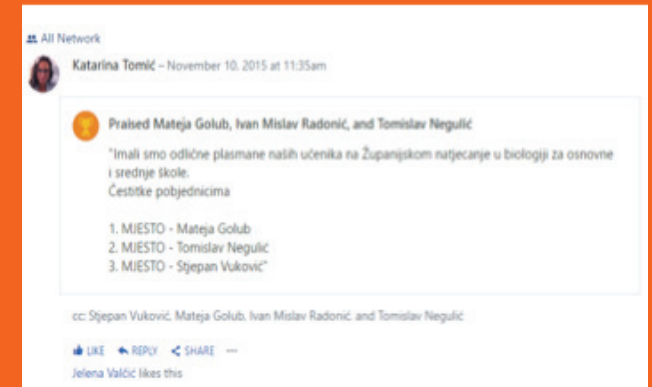 All Network
Katarina Tomić – November 10, 2015 at 11:35am
Praised Mateja Golub, Ivan Mislav Radonić, and Tomislav Negulić
"Imali smo odlične plasmane naših učenika na Županijskom natjecanje u biologiji za osnovne
i srednje škole.
Čestitke pobjednicima
1. MJESTO - Mateja Golub
2. MJESTO - Tomislav Negulić
3. MJESTO - Stjepan Vuković"
cc: Stjepan Vuković, Mateja Golub, Ivan Mislav Radonić, and Tomislav Negulić
LIKE REPLY SHARE ···
Jelena Valčić likes this